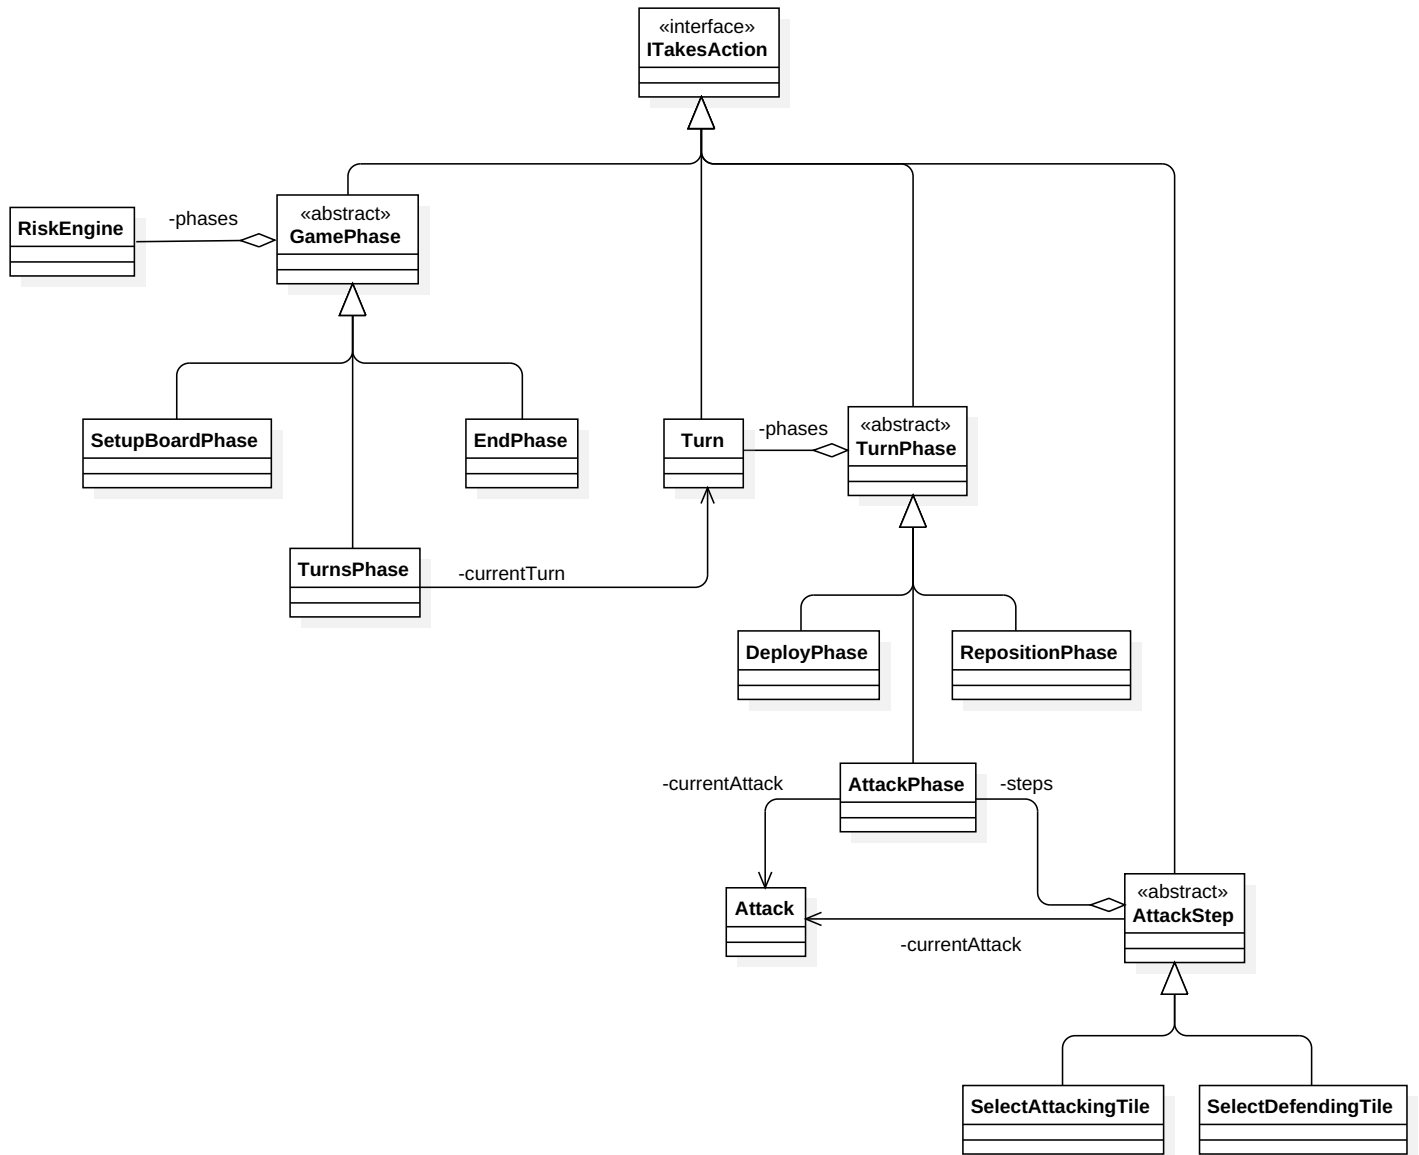 «interface»
ITakesAction
RiskEngine
-phases
«abstract»
GamePhase
SetupBoardPhase
EndPhase
Turn
-phases
«abstract»
TurnPhase
TurnsPhase
-currentTurn
DeployPhase
RepositionPhase
-currentAttack
AttackPhase
-steps
Attack
«abstract»
AttackStep
-currentAttack
SelectAttackingTile
SelectDefendingTile